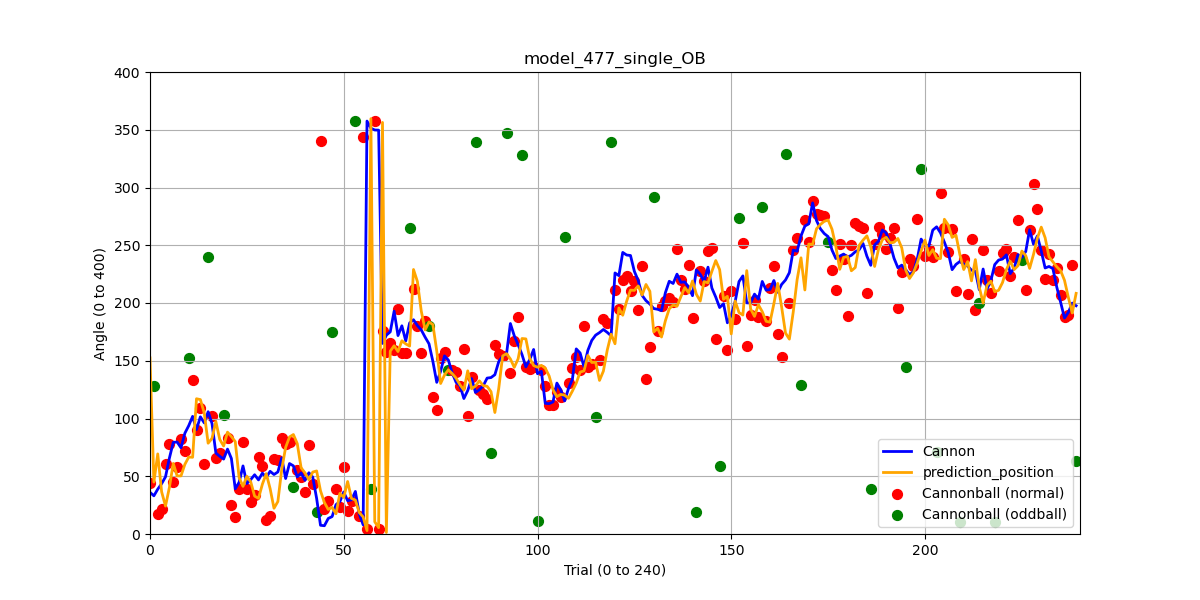 model_477_single_OB
400
350
300
250
200
150
100
50
0
Angle (0 to 400)
0 50 100 150 200
Trial (0 to 240)
Cannon
prediction_position
Cannonball (normal)
Cannonball (oddball)